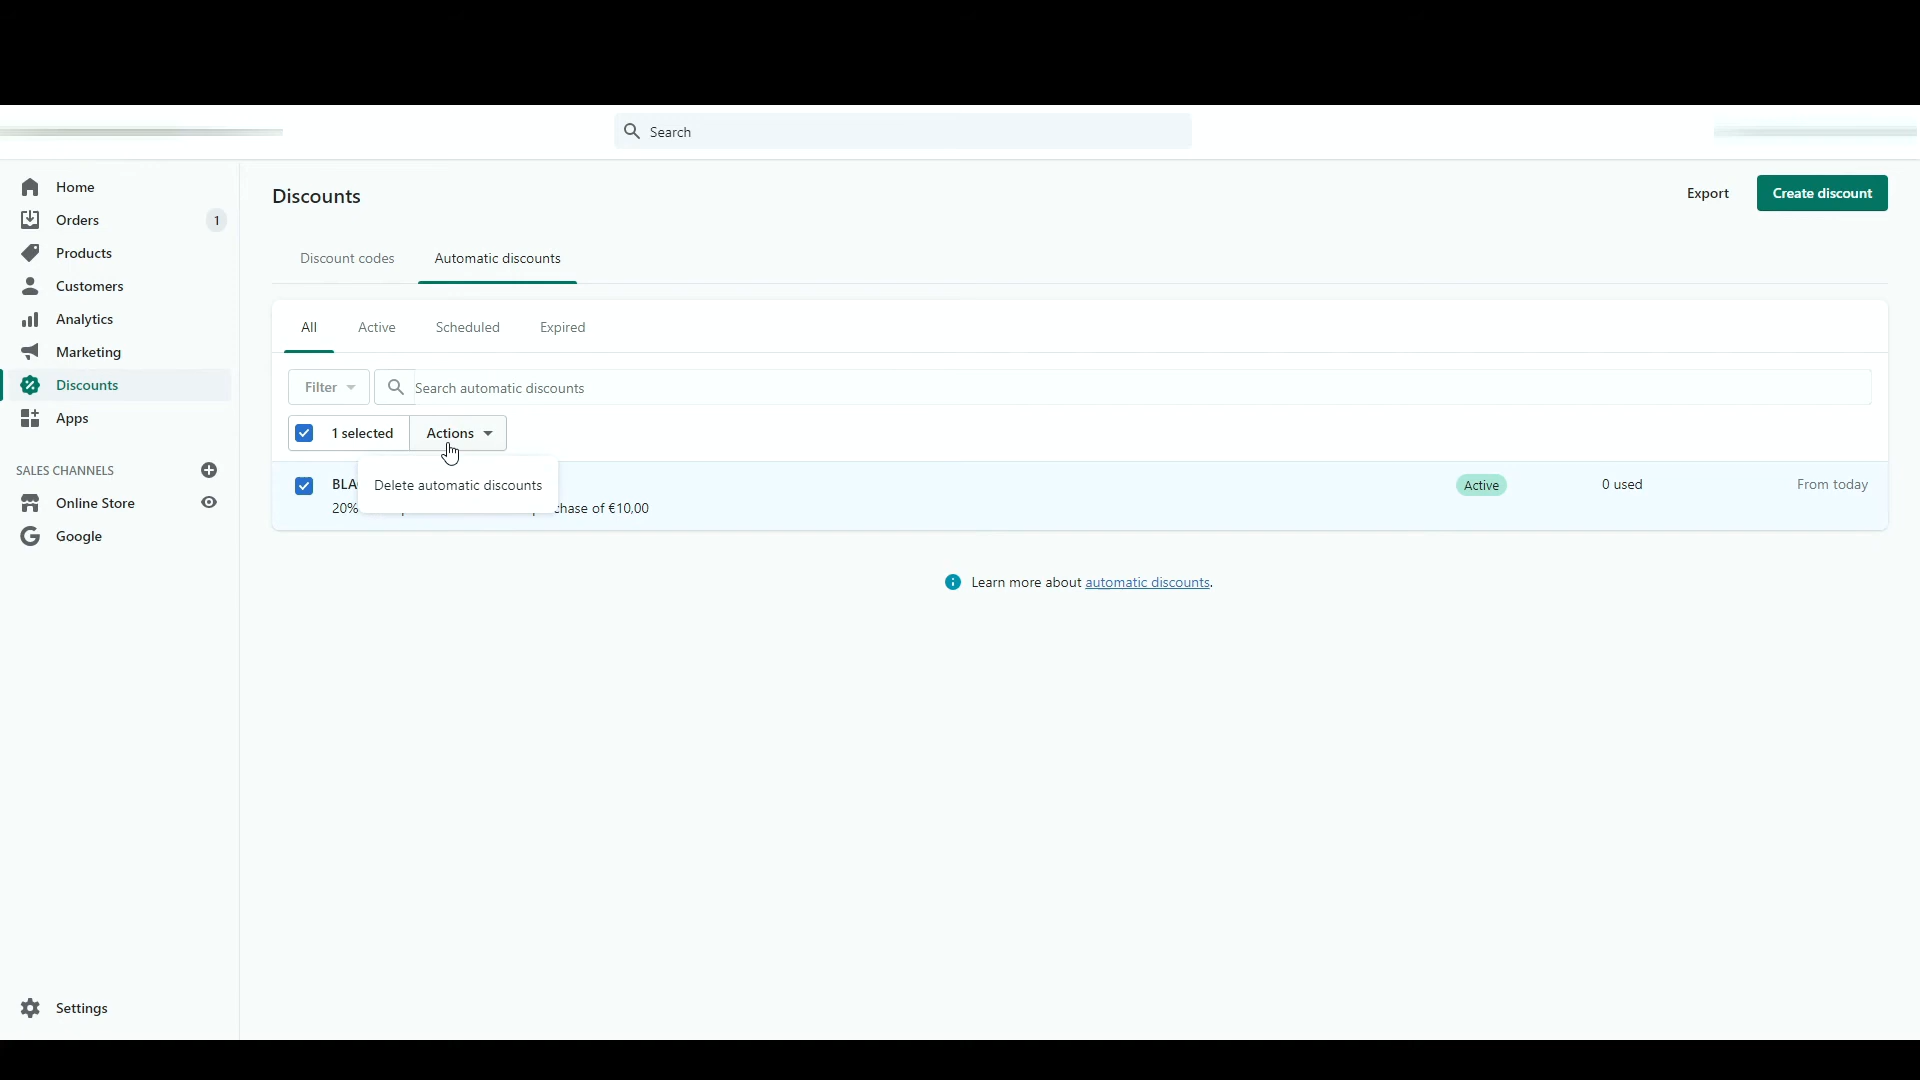 Search
Home
Orders 1
Products
Customers
Analytics
Marketing
Discounts
Apps
SALES CHANNELS
Online Store
Google
Settings
Discounts
Export
Create discount
Discount codes
Automatic discounts
All
Active
Scheduled
Expired
Filter
Search automatic discounts
1 selected
Actions
Delete automatic discounts
Active
0 used
From today
20%
of €10,00
Learn more about automatic discounts.